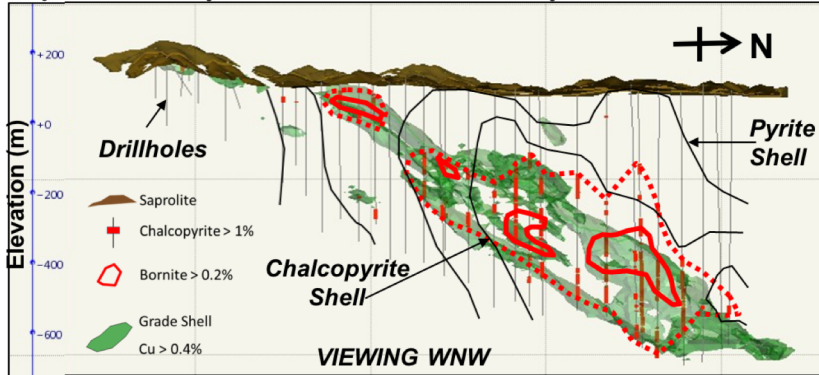 N
+200
+0
-200
-400
-600
Elevation (m)
Drillholes
Pyrite
Shell
Saprolite
Chalcopyrite > 1%
Bornite > 0.2%
Grade Shell
Cu > 0.4%
Chalcopyrite
Shell
VIEWING WNW